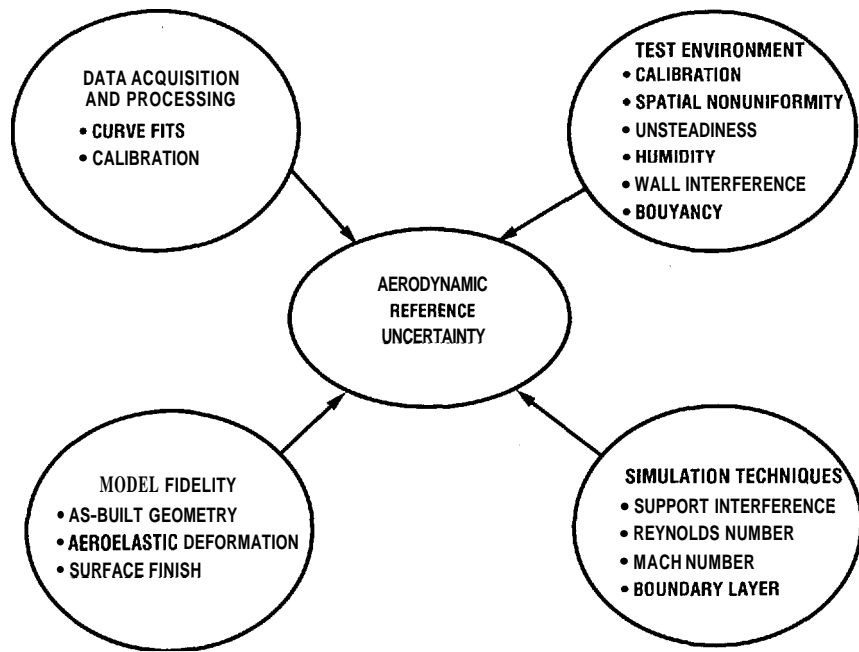 DATA ACQUISITION
AND PROCESSING
• CURVE FITS
• CALIBRATION
TEST ENVIRONMENT
• CALIBRATION
• SPATIAL NONUNIFORMITY
• UNSTEADINESS
• HUMIDITY
• WALL INTERFERENCE
• BOUYANCY
AERODYNAMIC
REFERENCE
UNCERTAINTY
MODEL FIDELITY
• AS-BUILT GEOMETRY
• AEROELASTIC DEFORMATION
• SURFACE FINISH
SIMULATION TECHNIQUES
• SUPPORT INTERFERENCE
• REYNOLDS NUMBER
• MACH NUMBER
• BOUNDARY LAYER